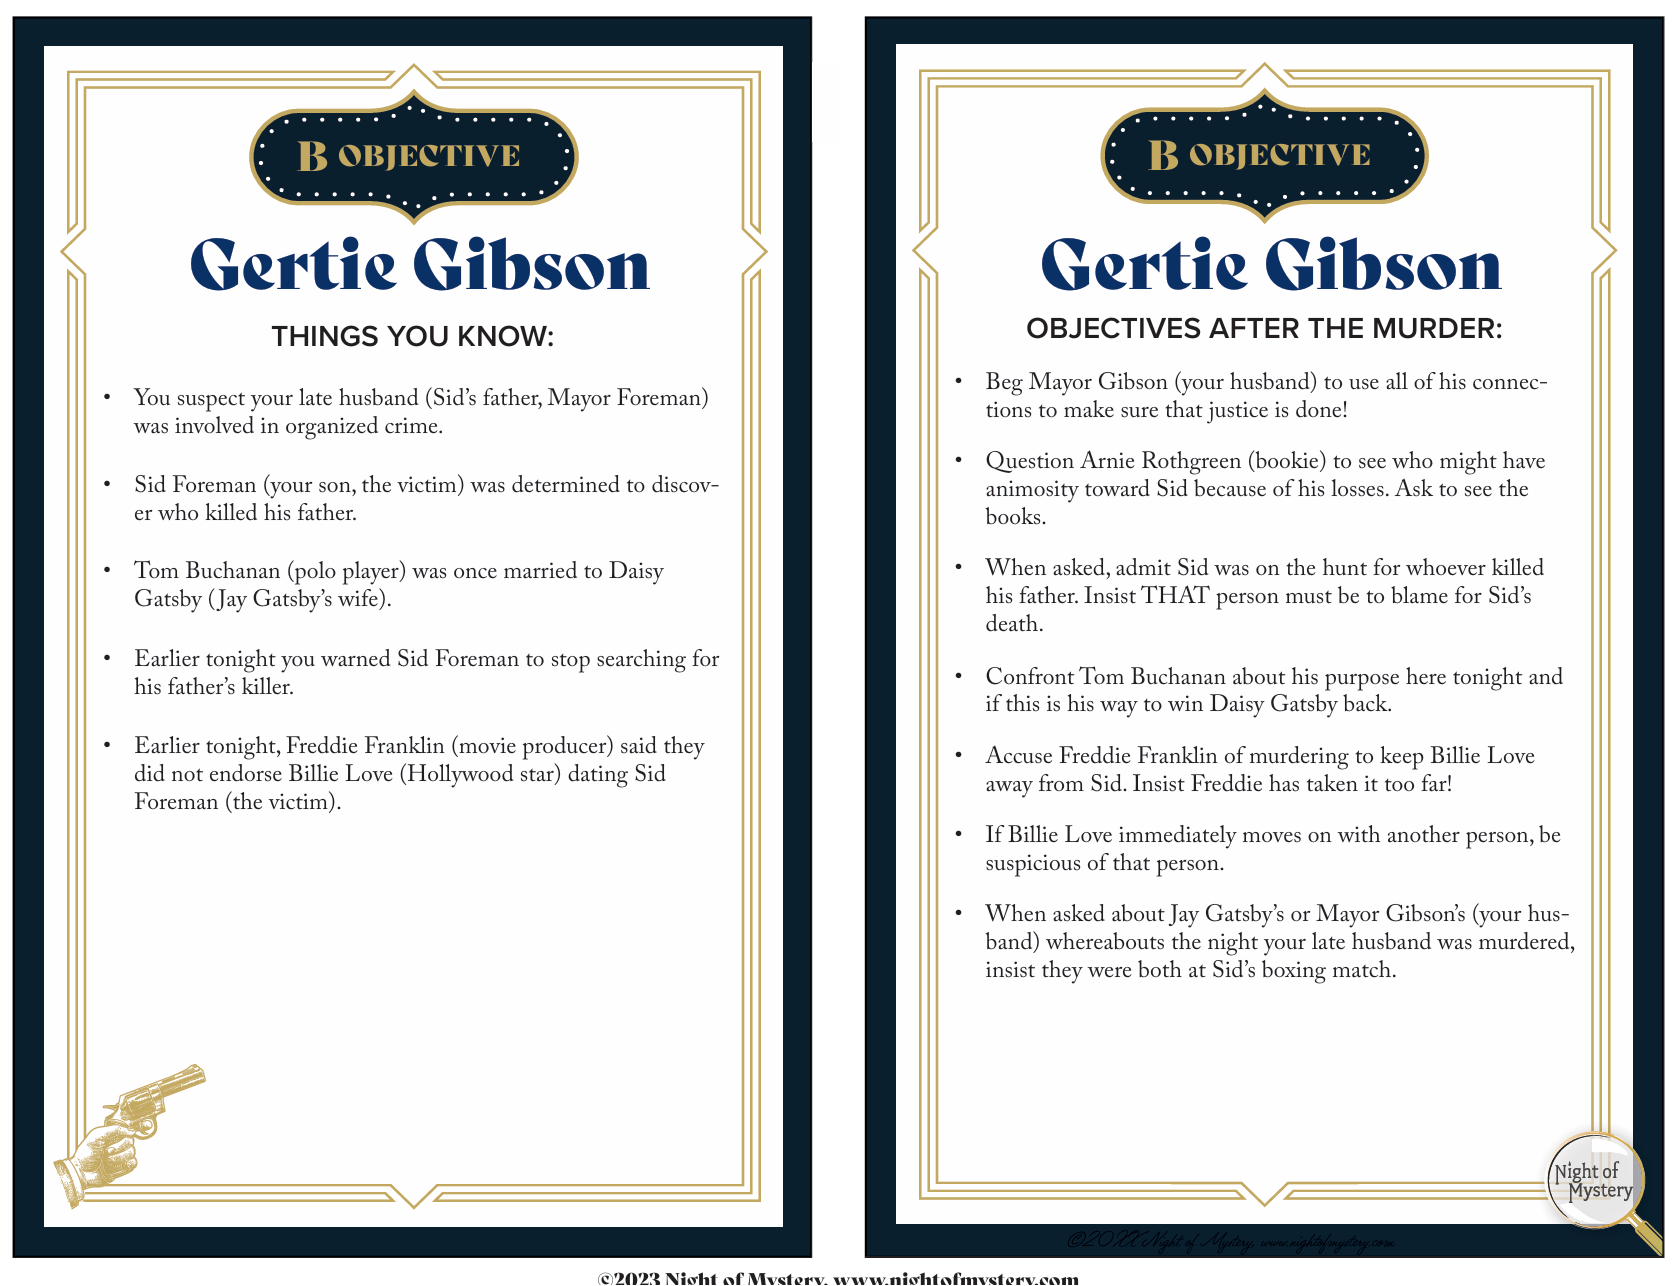 B OBJECTIVE
Gertie Gibson
THINGS YOU KNOW:
• You suspect your late husband (Sid’s father, Mayor Foreman)
was involved in organized crime.
• Sid Foreman (your son, the victim) was determined to discov-
er who killed his father.
• Tom Buchanan (polo player) was once married to Daisy
Gatsby (Jay Gatsby’s wife).
• Earlier tonight you warned Sid Foreman to stop searching for
his father’s killer.
• Earlier tonight, Freddie Franklin (movie producer) said they
did not endorse Billie Love (Hollywood star) dating Sid
Foreman (the victim).
B OBJECTIVE
Gertie Gibson
OBJECTIVES AFTER THE MURDER:
• Beg Mayor Gibson (your husband) to use all of his connec-
tions to make sure that justice is done!
• Question Arnie Rothgreen (bookie) to see who might have
animosity toward Sid because of his losses. Ask to see the
books.
• When asked, admit Sid was on the hunt for whoever killed
his father. Insist THAT person must be to blame for Sid’s
death.
• Confront Tom Buchanan about his purpose here tonight and
if this is his way to win Daisy Gatsby back.
• Accuse Freddie Franklin of murdering to keep Billie Love
away from Sid. Insist Freddie has taken it too far!
• If Billie Love immediately moves on with another person, be
suspicious of that person.
• When asked about Jay Gatsby’s or Mayor Gibson’s (your hus-
band) whereabouts the night your late husband was murdered,
insist they were both at Sid’s boxing match.
Night of
Mystery
©20XX Night of Mystery, www.nightofmystery.com
©2023 Night of Mystery, www.nightofmystery.com